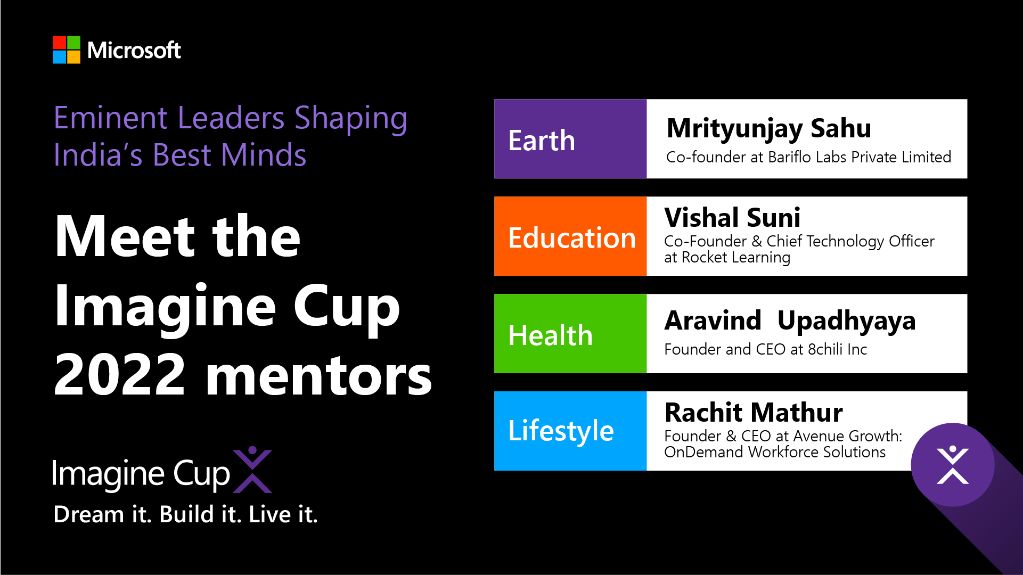 Microsoft
Eminent Leaders Shaping
India's Best Minds
Meet the
Imagine Cup
2022 mentors
Imagine Cup
Dream it. Build it. Live it.
Earth
Mrityunjay Sahu
Co-founder at Bariflo Labs Private Limited
Education
Vishal Suni
Co-Founder & Chief Technology Officer
at Rocket Learning
Health
Aravind  Upadhyaya
Founder and CEO at 8chili Inc
Lifestyle
Rachit Mathur
Founder & CEO at Avenue Growth:
OnDemand Workforce Solutions